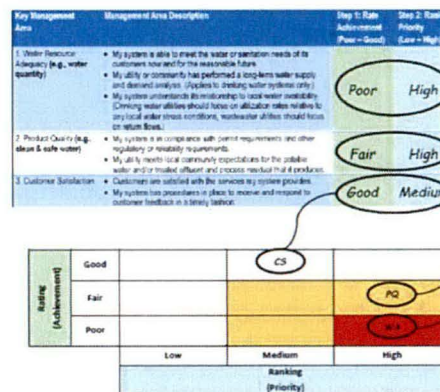 Key Management Area
Management Area Description
Step 1: Rate Achievement (Poor – Good)
Step 2: Rank Priority (Low – High)
1. Water Resource Adequacy (e.g., water quantity)
• My system is able to meet the water or sanitation needs of its
customers now and for the reasonable future.
• My utility or community has performed a long-term water supply
and demand analysis. (Applies to drinking water systems only.)
• My system understands its relationship to local water availability.
(Drinking water utilities should focus on utilization rates relative to
any local water stress conditions, wastewater utilities should focus
on return flows.)
Poor
High
2. Product Quality (e.g., clean & safe water)
• My system is in compliance with permit requirements and other
regulatory or reliability requirements.
• My utility meets local community expectations for the potable
water and/or treated effluent and process residual that it produces.
Fair
High
3. Customer Satisfaction
• Customers are satisfied with the services my system provides.
• My system has procedures in place to receive and respond to
customer feedback in a timely fashion.
Good
Medium
Rating
(Achievement)
Good
CS
Fair
PQ
Poor
Low
Medium
High
Ranking
(Priority)